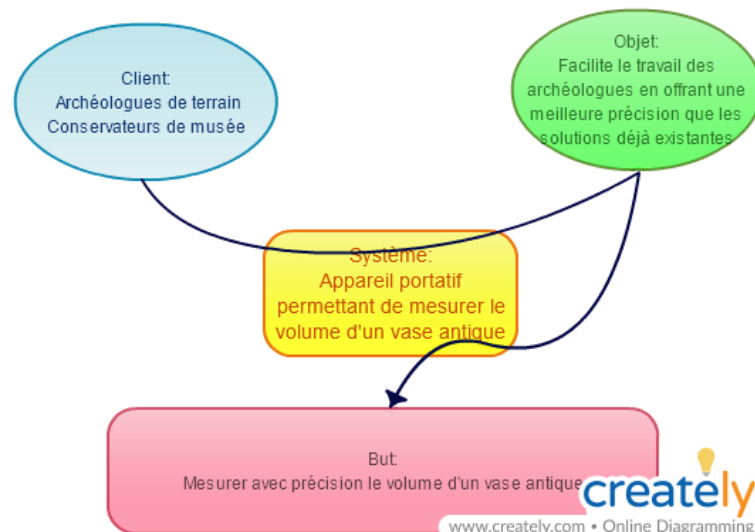 Client:
Archéologues de terrain
Conservateurs de musée
Objet:
Facilite le travail des
archéologues en offrant une
meilleure précision que les
solutions déjà existantes
Système:
Appareil portatif
permettant de mesurer le
volume d'un vase antique
But:
Mesurer avec précision le volume d'un vase antique
creately
www.creately.com • Online Diagramming